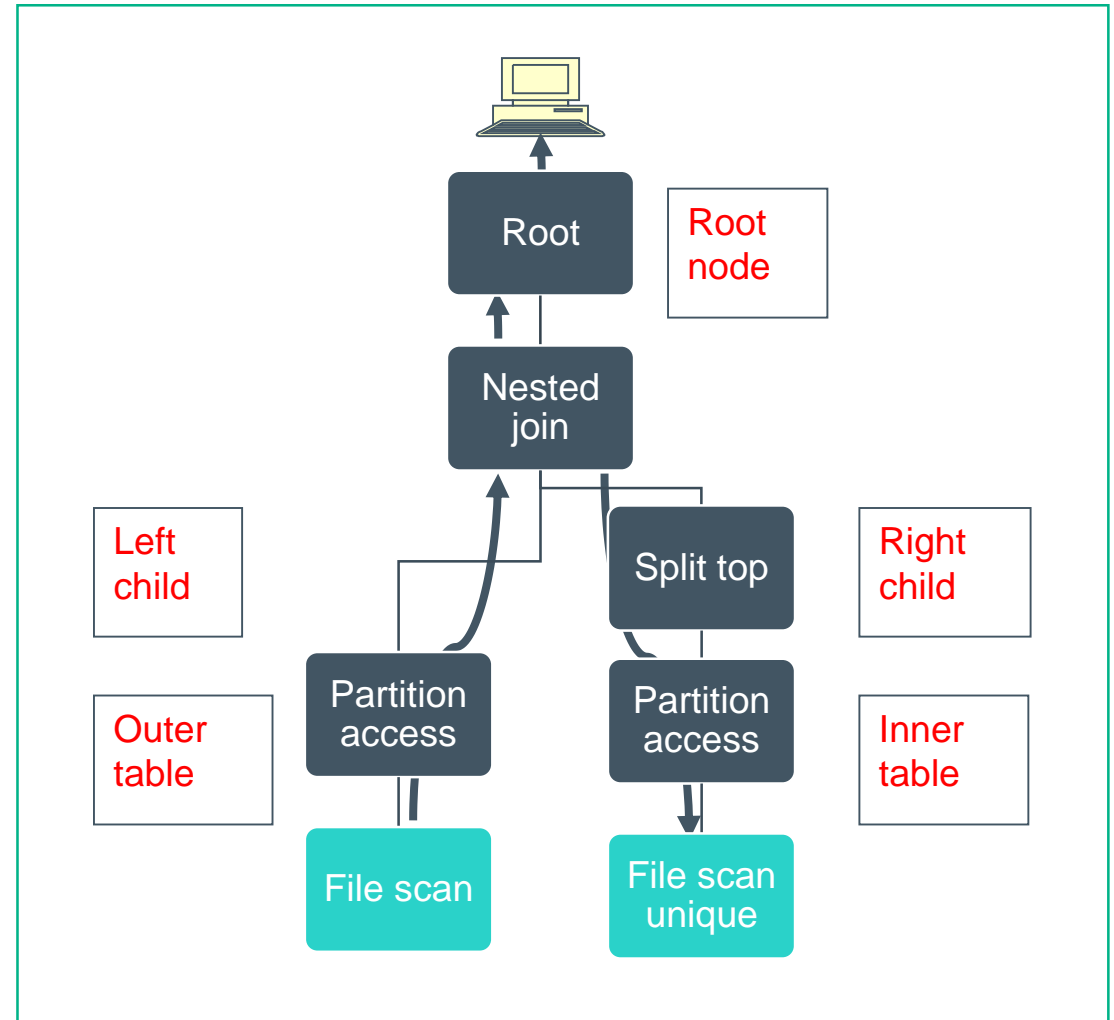 Root
Root
node
Nested
join
Left
child
Split top
Right
child
Outer
table
Partition
access
Partition
access
Inner
table
File scan
File scan
unique